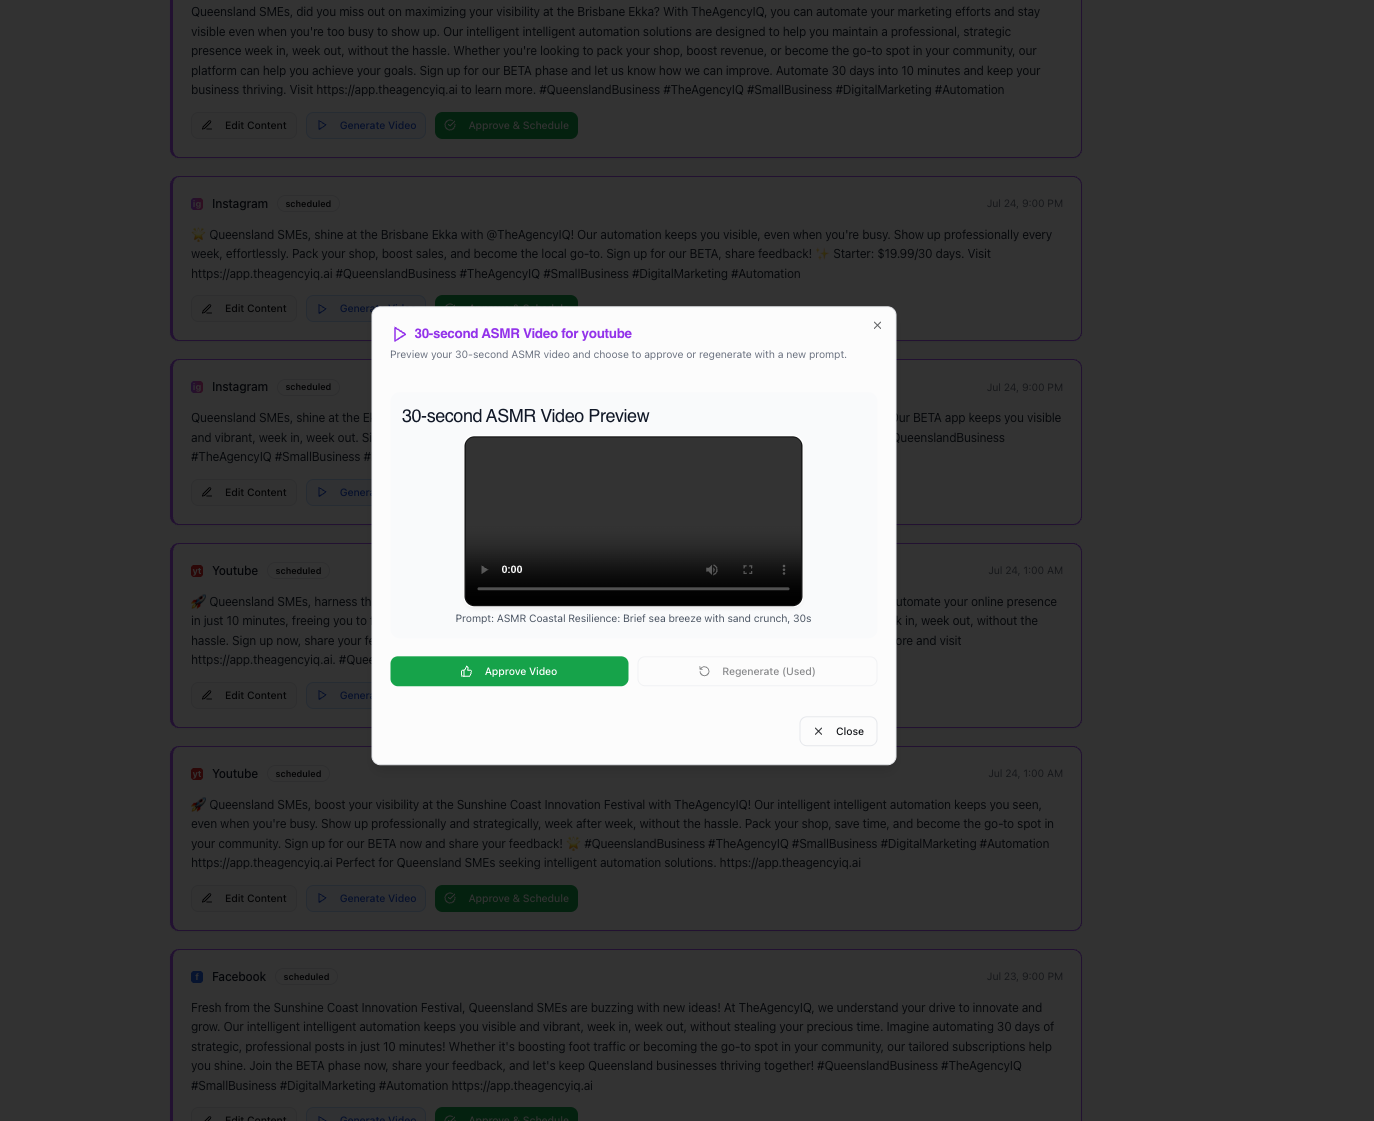 Queensland SMEs, did you miss out on maximizing your visibility at the Brisbane Ekka? With TheAgencyIQ, you can automate your marketing efforts and stay
visible even when you're too busy to show up. Our intelligent intelligent automation solutions are designed to help you maintain a professional, strategic
presence week in, week out, without the hassle. Whether you're looking to pack your shop, boost revenue, or become the go-to spot in your community, our
platform can help you achieve your goals. Sign up for our BETA phase and let us know how we can improve. Automate 30 days into 10 minutes and keep your
business thriving. Visit https://app.theagencyiq.ai to learn more. #QueenslandBusiness #TheAgencyIQ #SmallBusiness #DigitalMarketing #Automation
Edit Content Generate Video Approve & Schedule
ig Instagram scheduled Jul 24, 9:00 PM
Queensland SMEs, shine at the Brisbane Ekka with @TheAgencyIQ! Our automation keeps you visible, even when you're busy. Show up professionally every
week, effortlessly. Pack your shop, boost sales, and become the local go-to. Sign up for our BETA, share feedback! ✨ Starter: $19.99/30 days. Visit
https://app.theagencyiq.ai #QueenslandBusiness #TheAgencyIQ #SmallBusiness #DigitalMarketing #Automation
Edit Content
30-second ASMR Video for youtube
Preview your 30-second ASMR video and choose to approve or regenerate with a new prompt.
ig Instagram scheduled Jul 24, 9:00 PM
Queensland SMEs, shine at the BETA app keeps you visible
and vibrant, week in, week out.
#TheAgencyIQ #SmallBusiness
Edit Content
30-second ASMR Video Preview
0:00
Prompt: ASMR Coastal Resilience: Brief sea breeze with sand crunch, 30s
Approve Video Regenerate (Used)
Close
yt Youtube scheduled Jul 24, 1:00 AM
🚀 Queensland SMEs, harness your online presence
in just 10 minutes, freeing you to in, week out, without the
hassle. Sign up now, share your and visit
https://app.theagencyiq.ai.
Edit Content
yt Youtube scheduled Jul 24, 1:00 AM
🚀 Queensland SMEs, boost your visibility at the Sunshine Coast Innovation Festival with TheAgencyIQ! Our intelligent intelligent automation keeps you seen,
even when you're busy. Show up professionally and strategically, week after week, without the hassle. Pack your shop, save time, and become the go-to spot in
your community. Sign up for our BETA now and share your feedback! #QueenslandBusiness #TheAgencyIQ #SmallBusiness #DigitalMarketing #Automation
https://app.theagencyiq.ai Perfect for Queensland SMEs seeking intelligent automation solutions. https://app.theagencyiq.ai
Edit Content Generate Video Approve & Schedule
f Facebook scheduled Jul 23, 9:00 PM
Fresh from the Sunshine Coast Innovation Festival, Queensland SMEs are buzzing with new ideas! At TheAgencyIQ, we understand your drive to innovate and
grow. Our intelligent intelligent automation keeps you visible and vibrant, week in, week out, without stealing your precious time. Imagine automating 30 days of
strategic, professional posts in just 10 minutes! Whether it's boosting foot traffic or becoming the go-to spot in your community, our tailored subscriptions help
you shine. Join the BETA phase now, share your feedback, and let's keep Queensland businesses thriving together! #QueenslandBusiness #TheAgencyIQ
#SmallBusiness #DigitalMarketing #Automation https://app.theagencyiq.ai
Edit Content Generate Video Approve & Schedule